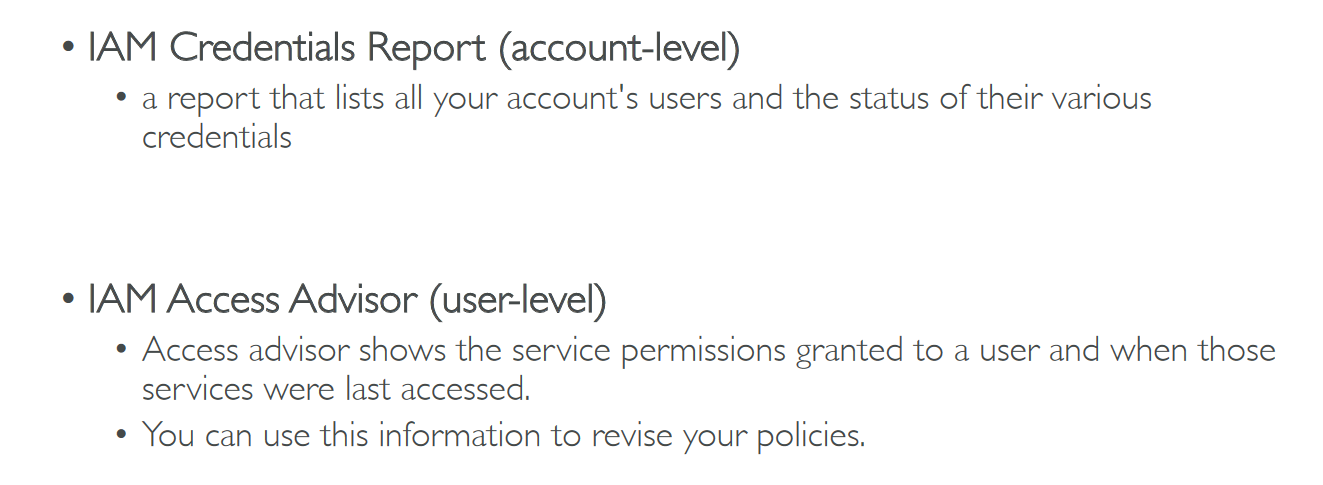 • IAM Credentials Report (account-level)
• a report that lists all your account's users and the status of their various
credentials
• IAM Access Advisor (user-level)
• Access advisor shows the service permissions granted to a user and when those
services were last accessed.
• You can use this information to revise your policies.